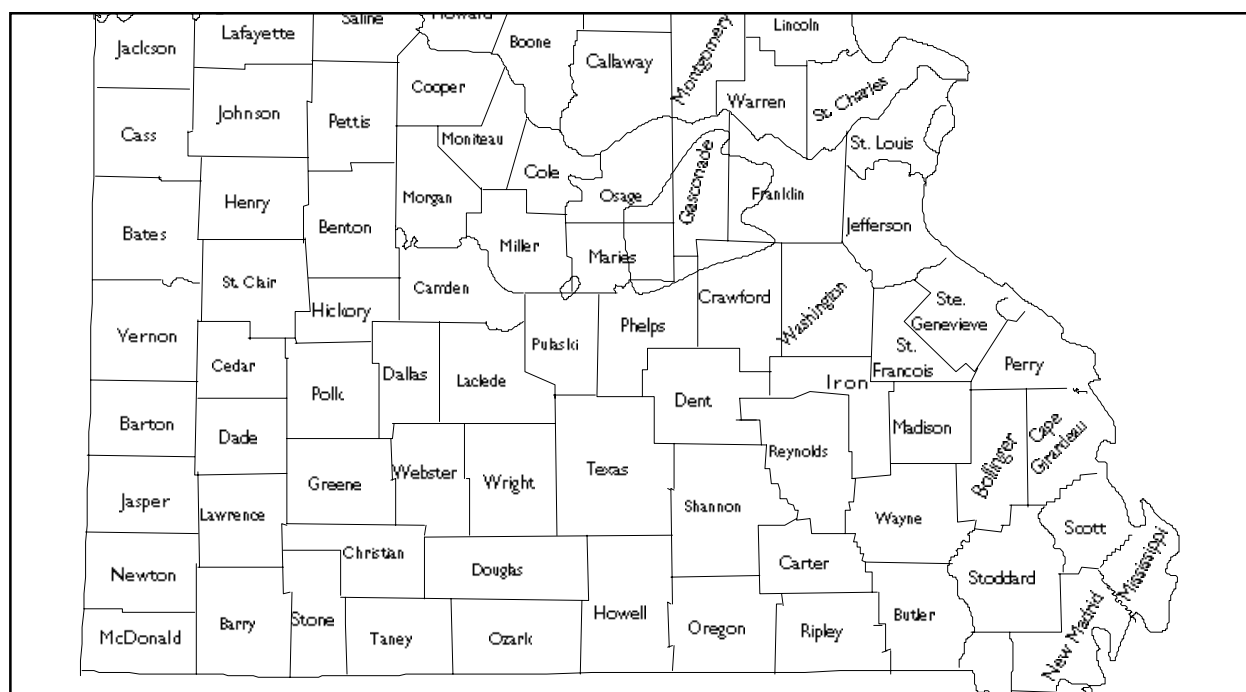 Howard
Saline
Lincoln
Lafayette
Boone
Jackson
Callaway
Montgomery
Cooper
Warren
St. Charles
Johnson
Pettis
Cass
Moniteau
St. Louis
Cole
Gasconade
Osage
Franklin
Morgan
Henry
Benton
Jefferson
Bates
Miller
Maries
St. Clair
Camden
Crawford
Washington
Ste.
Genevieve
Hickory
Phelps
Vernon
Pulaski
St.
Francois
Perry
Cedar
Dallas
Laclede
Iron
Polk
Dent
Barton
Dade
Madison
Cape
Girardeau
Reynolds
Bollinger
Webster
Texas
Greene
Wright
Jasper
Lawrence
Shannon
Wayne
Scott
Christian
Mississippi
Carter
Newton
Douglas
Stoddard
Howell
Stone
Butler
Barry
Oregon
Ripley
New Madrid
McDonald
Taney
Ozark